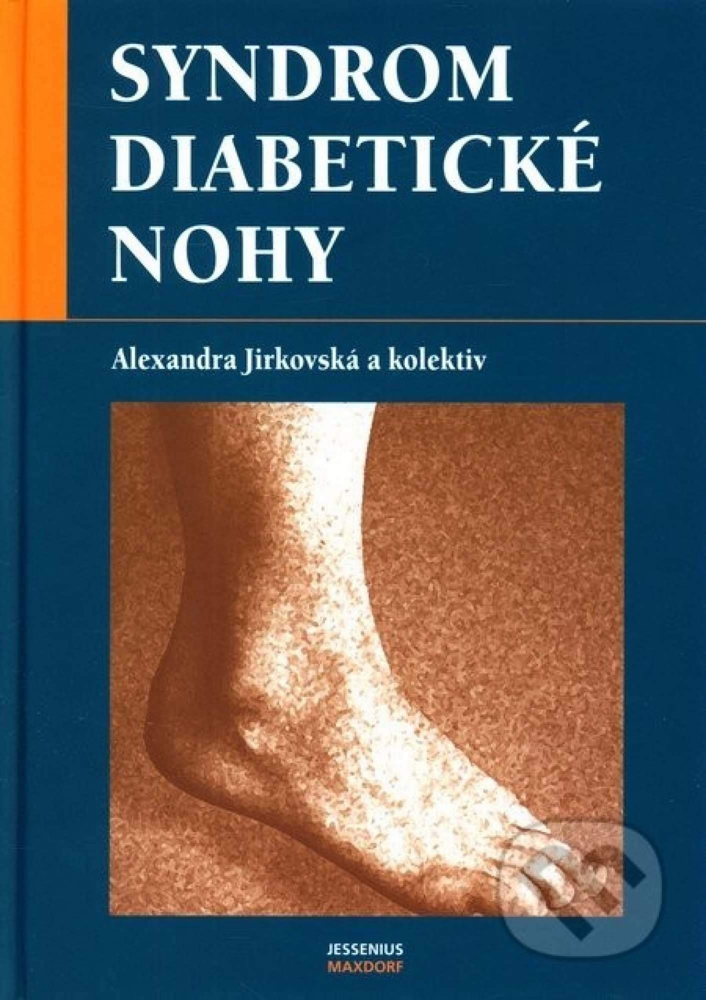 SYNDROM
DIABETICKÉ
NOHY
Alexandra Jirkovská a kolektiv
JESSENIUS
MAXDORF